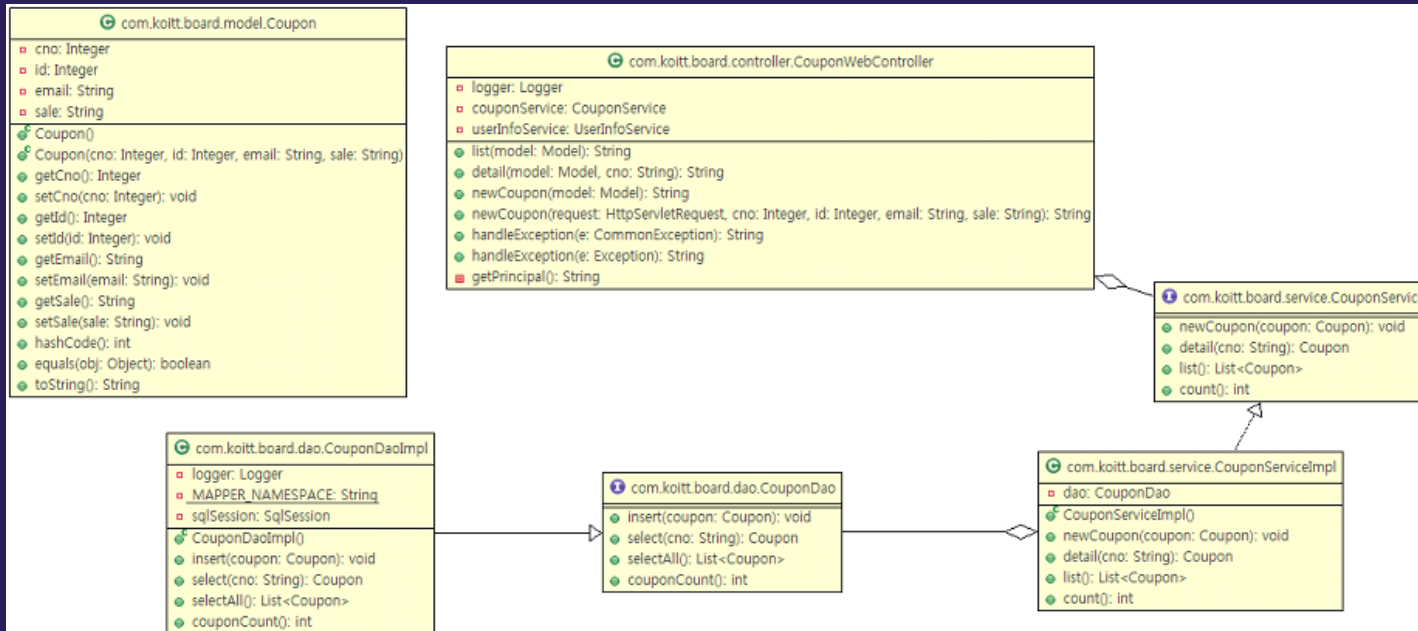 com.koitt.board.model.Coupon
cno: Integer
id: Integer
email: String
sale: String
Coupon()
Coupon(cno: Integer, id: Integer, email: String, sale: String)
getCno(): Integer
setCno(cno: Integer): void
getId(): Integer
setId(id: Integer): void
getEmail(): String
setEmail(email: String): void
getSale(): String
setSale(sale: String): void
hashCode(): int
equals(obj: Object): boolean
toString(): String
com.koitt.board.controller.CouponWebController
logger: Logger
couponService: CouponService
userInfoService: UserInfoService
list(model: Model): String
detail(model: Model, cno: String): String
newCoupon(model: Model): String
newCoupon(request: HttpServletRequest, cno: Integer, id: Integer, email: String, sale: String): String
handleException(e: CommonException): String
handleException(e: Exception): String
getPrincipal(): String
com.koitt.board.service.CouponServic
newCoupon(coupon: Coupon): void
detail(cno: String): Coupon
list(): List<Coupon>
count(): int
com.koitt.board.dao.CouponDaoImpl
logger: Logger
MAPPER_NAMESPACE: String
sqlSession: SqlSession
CouponDaoImpl()
insert(coupon: Coupon): void
select(cno: String): Coupon
selectAll(): List<Coupon>
couponCount(): int
com.koitt.board.dao.CouponDao
insert(coupon: Coupon): void
select(cno: String): Coupon
selectAll(): List<Coupon>
couponCount(): int
com.koitt.board.service.CouponServiceImpl
dao: CouponDao
CouponServiceImpl()
newCoupon(coupon: Coupon): void
detail(cno: String): Coupon
list(): List<Coupon>
count(): int